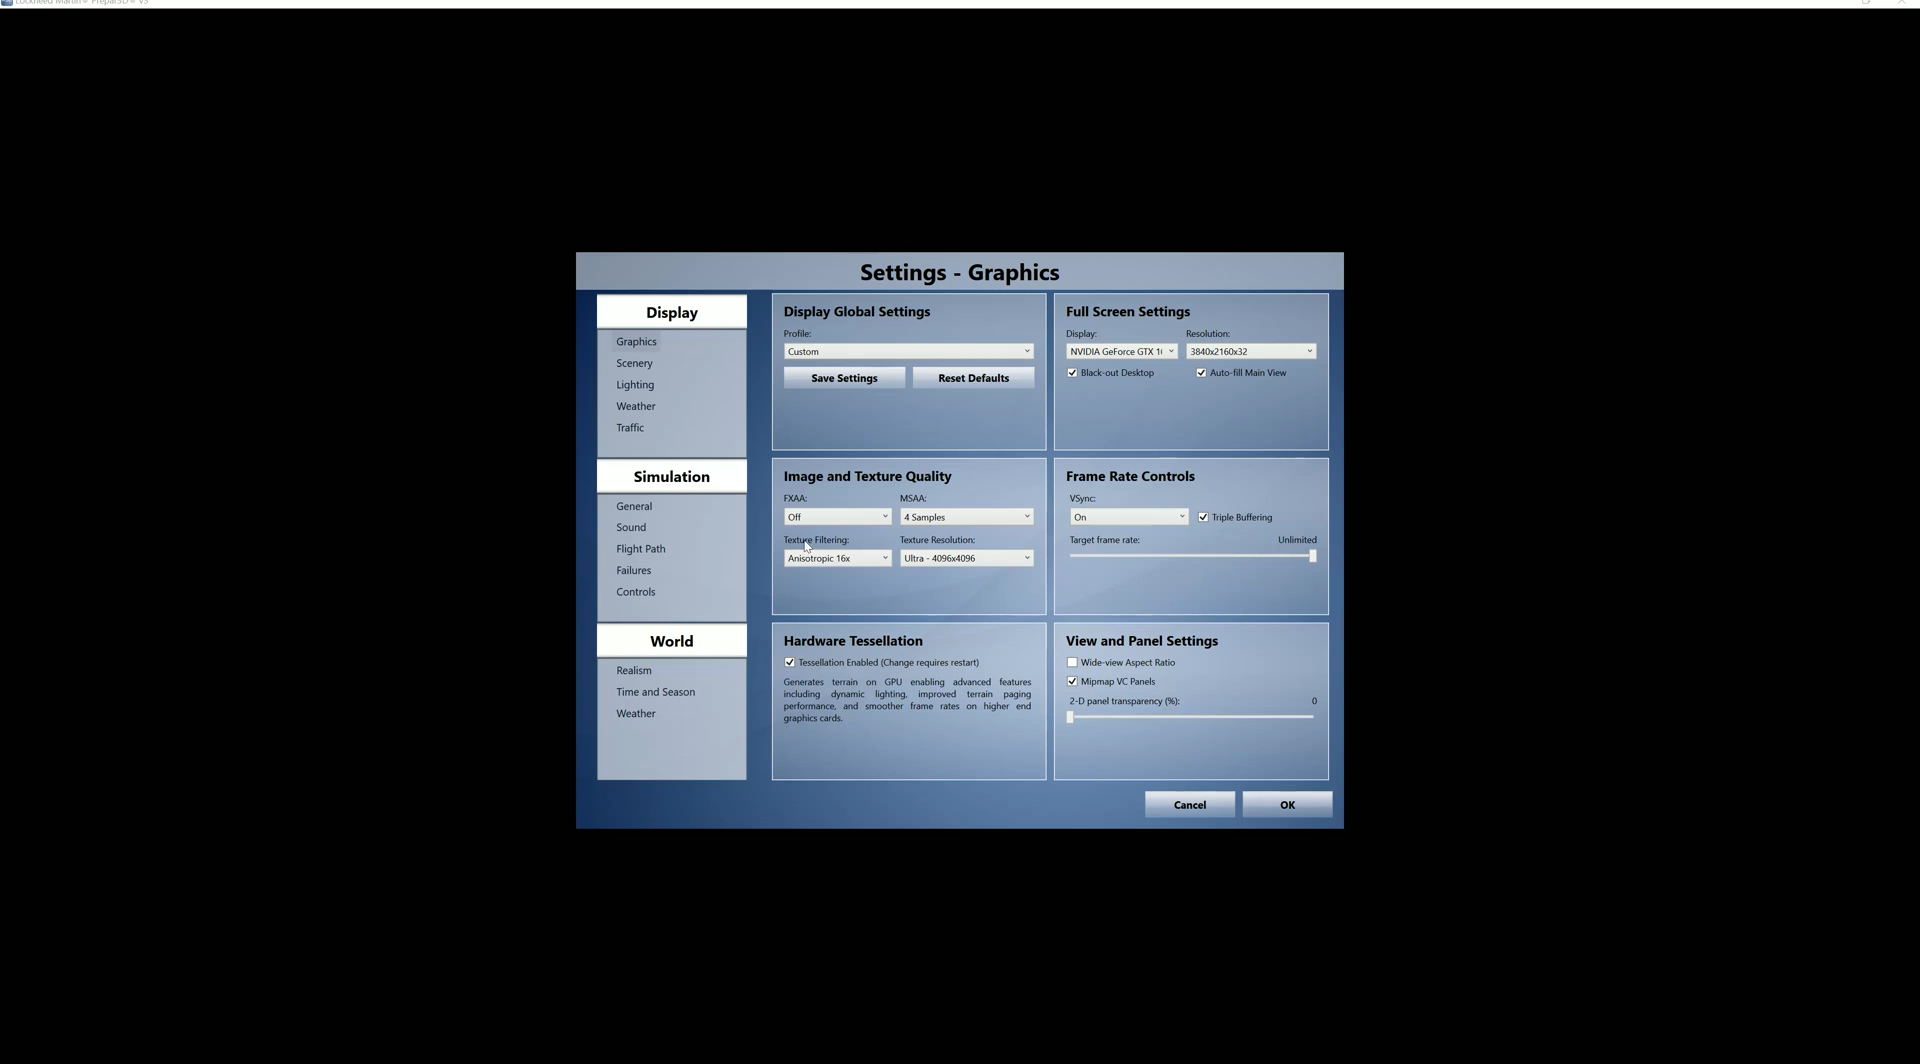 Lockheed Martin® Prepar3D® v3
Settings - Graphics
Display
Graphics
Scenery
Lighting
Weather
Traffic
Simulation
General
Sound
Flight Path
Failures
Controls
World
Realism
Time and Season
Weather
Display Global Settings
Profile:
Custom
Save Settings
Reset Defaults
Full Screen Settings
Display:
Resolution:
NVIDIA GeForce GTX
3840x2160x32
Black-out Desktop
Auto-fill Main View
Image and Texture Quality
FXAA:
MSAA:
Off
4 Samples
Texture Filtering:
Texture Resolution:
Anisotropic 16x
Ultra - 4096x4096
Frame Rate Controls
VSync:
On
Triple Buffering
Target frame rate:
Unlimited
Hardware Tessellation
Tessellation Enabled (Change requires restart)
Generates terrain on GPU enabling advanced features
including dynamic lighting, improved terrain paging
performance, and smoother frame rates on higher end
graphics cards.
View and Panel Settings
Wide-view Aspect Ratio
Mipmap VC Panels
2-D panel transparency (%):
0
Cancel
OK